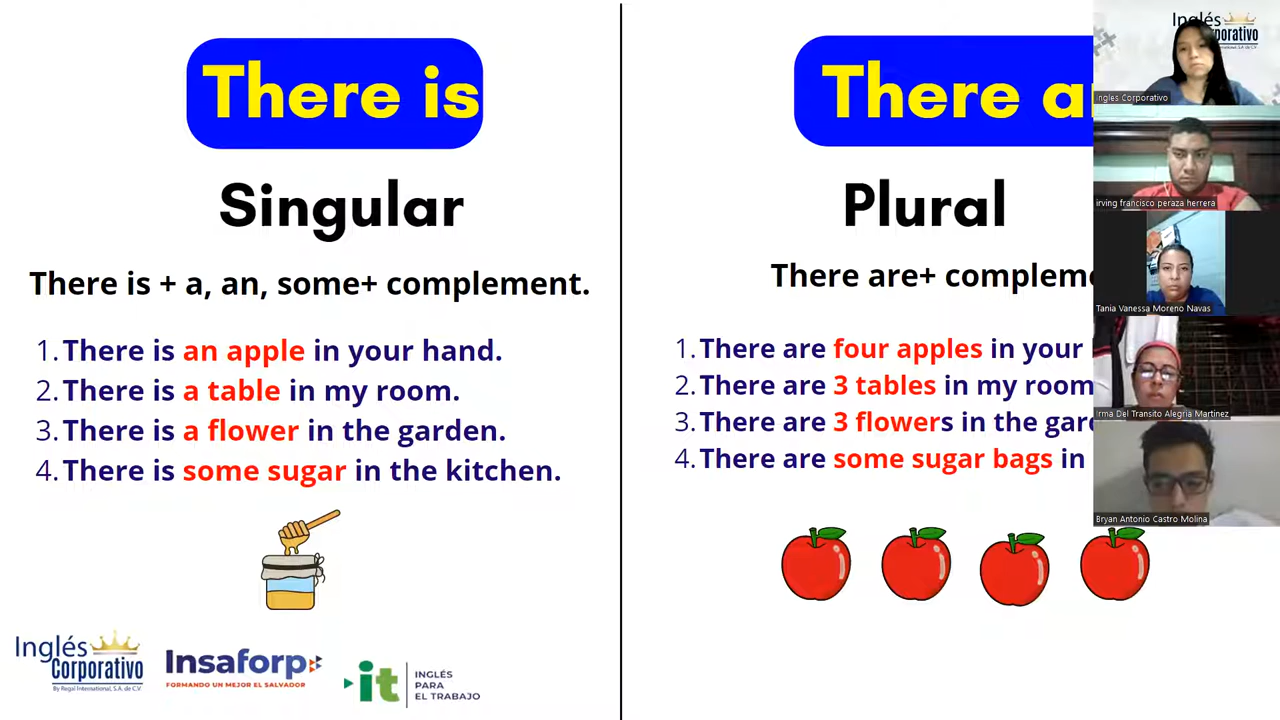 There is
Singular
There is + a, an, some+ complement.
1. There is an apple in your hand.
2. There is a table in my room.
3. There is a flower in the garden.
4. There is some sugar in the kitchen.
Inglés
Corporativo
By Regal International, S.A. de C.V.
Insaforp
FORMANDO UN MEJOR EL SALVADOR
it
INGLÉS
PARA
EL TRABAJO
There
Plural
There are+
1. There are four apples in your
2. There are 3 tables in my room
3. There are 3 flowers in the
4. There are some sugar bags in
Inglés
Corporativo
Ingles Corporativo
irving francisco peraza herrera
Tania Vanessa Moreno Navas
Irma Del Transito Alegria Martinez
Bryan Antonio Castro Molina